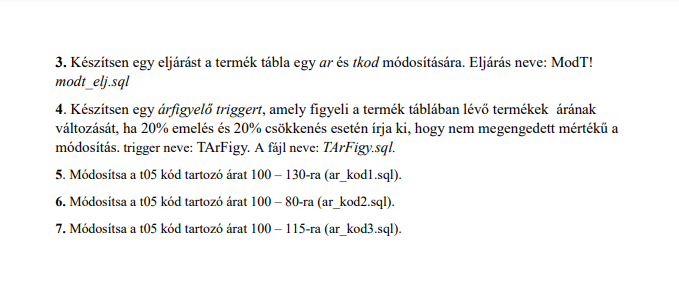 3. Készítsen egy eljárást a termék tábla egy ar és tkod módosítására. Eljárás neve: ModT!
modt_elj.sql
4. Készítsen egy árfigyelő triggert, amely figyeli a termék táblában lévő termékek árának
változását, ha 20% emelés és 20% csökkenés esetén írja ki, hogy nem megengedett mértékű a
módosítás. trigger neve: TArFigy. A fájl neve: TArFigy.sql.
5. Módosítsa a t05 kód tartozó árat 100 – 130-ra (ar_kod1.sql).
6. Módosítsa a t05 kód tartozó árat 100 – 80-ra (ar_kod2.sql).
7. Módosítsa a t05 kód tartozó árat 100 – 115-ra (ar_kod3.sql).